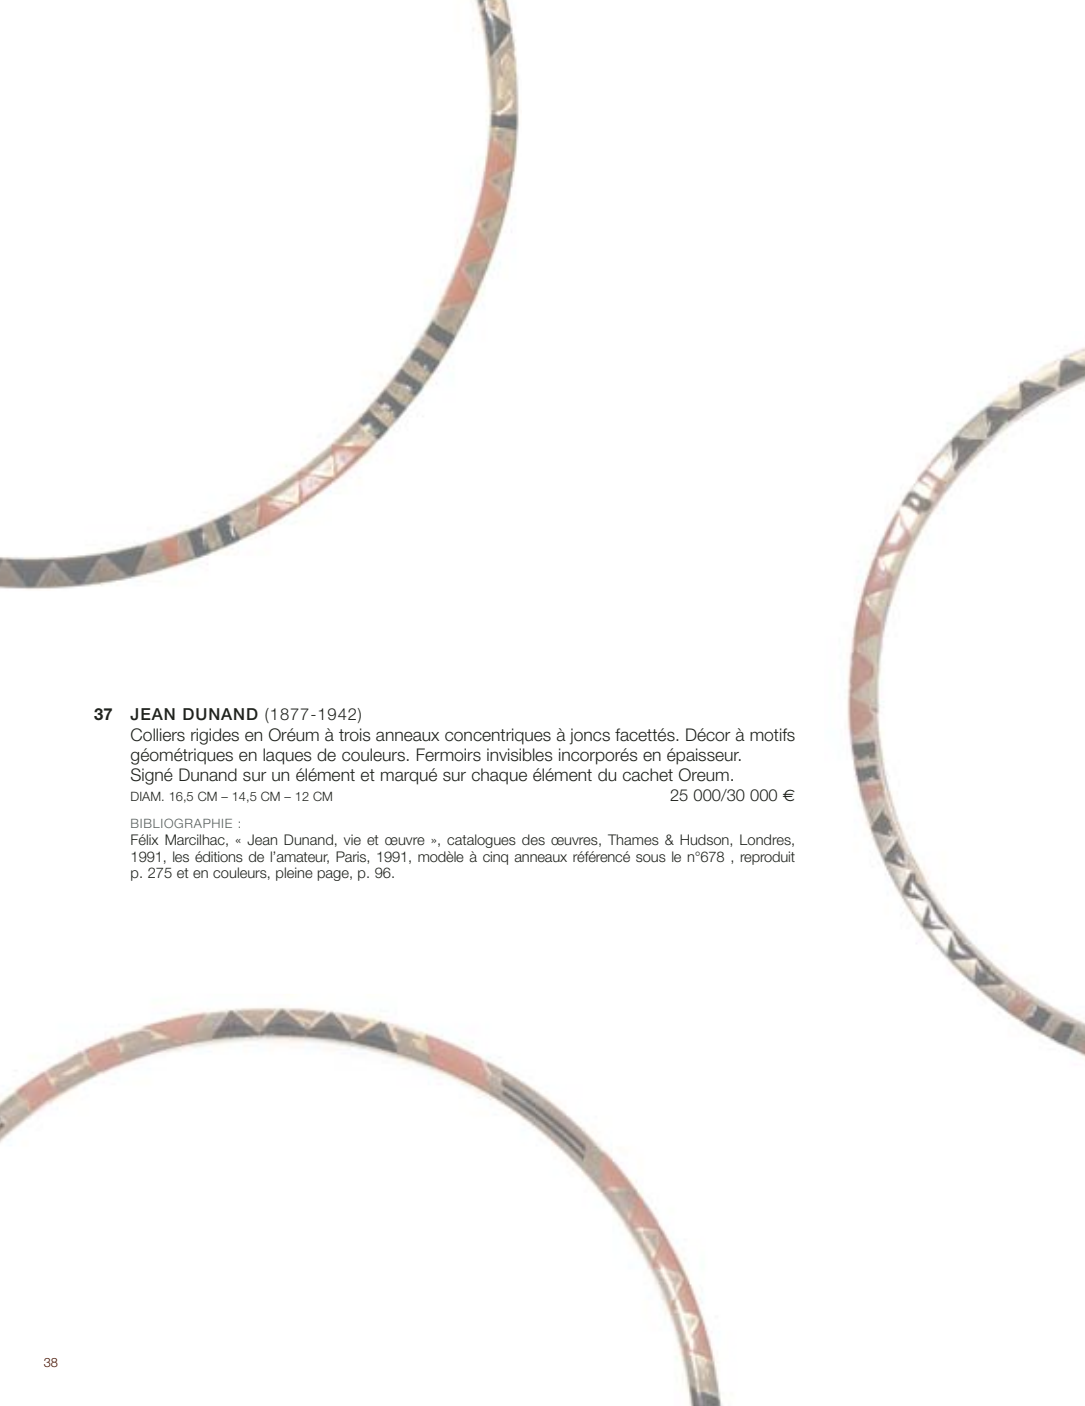 37 JEAN DUNAND (1877-1942)
Colliers rigides en Oréum à trois anneaux concentriques à joncs facettés. Décor à motifs
géométriques en laques de couleurs. Fermoirs invisibles incorporés en épaisseur.
Signé Dunand sur un élément et marqué sur chaque élément du cachet Oreum.
DIAM. 16,5 CM – 14,5 CM – 12 CM 25 000/30 000 €
BIBLIOGRAPHIE :
Félix Marcilhac, « Jean Dunand, vie et œuvre », catalogues des œuvres, Thames & Hudson, Londres,
1991, les éditions de l'amateur, Paris, 1991, modèle à cinq anneaux référencé sous le n°678 , reproduit
p. 275 et en couleurs, pleine page, p. 96.
38